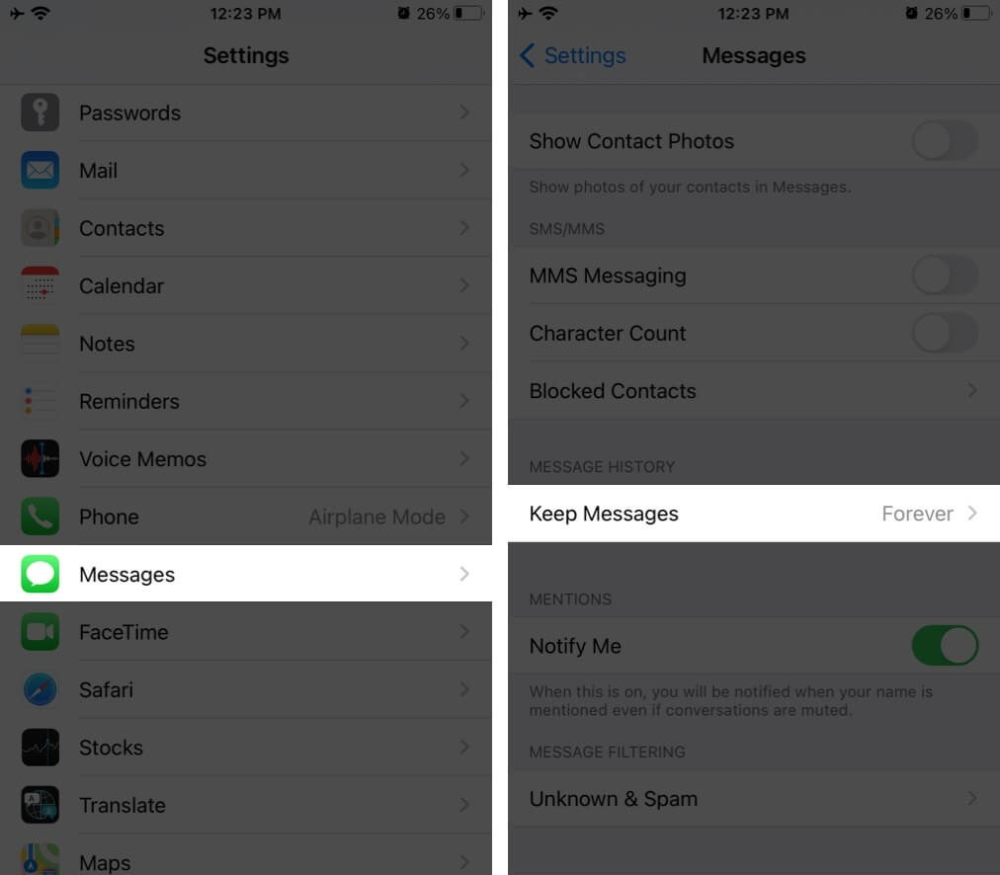 12:23 PM
26%
Settings
Passwords
Mail
Contacts
Calendar
Notes
Reminders
Voice Memos
Phone Airplane Mode
Messages
FaceTime
Safari
Stocks
Translate
Maps
12:23 PM
26%
Settings Messages
Show Contact Photos
Show photos of your contacts in Messages.
SMS/MMS
MMS Messaging
Character Count
Blocked Contacts
MESSAGE HISTORY
Keep Messages Forever
MENTIONS
Notify Me
When this is on, you will be notified when your name is
mentioned even if conversations are muted.
MESSAGE FILTERING
Unknown & Spam